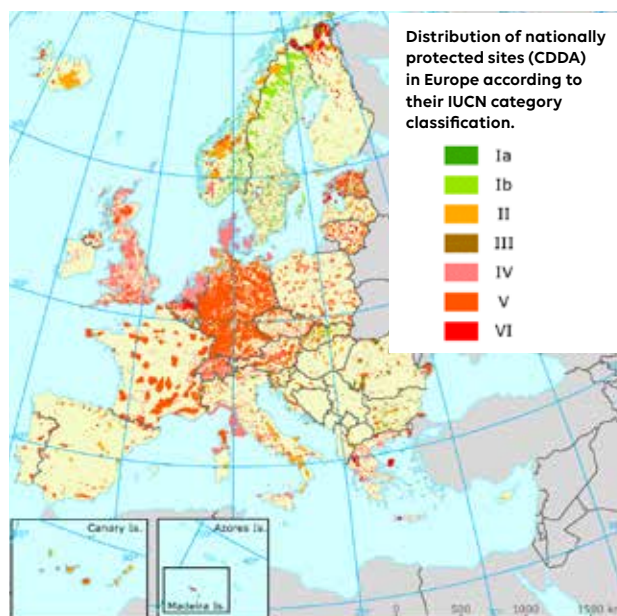 Distribution of nationally
protected sites (CDDA)
in Europe according to
their IUCN category
classification.
Ia
Ib
II
III
IV
V
VI
Canary Is.
Azores Is.
Madeira Is.
0 500 1000 1500 km